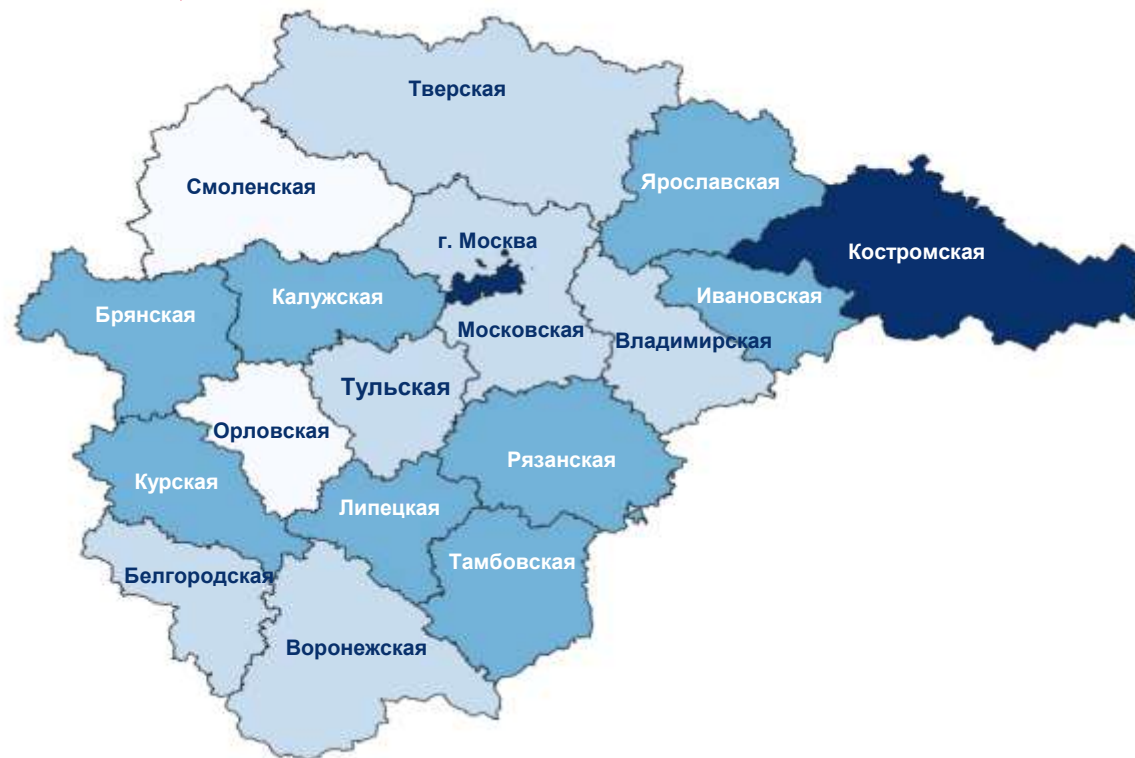 Тверская
Смоленская
Ярославская
г. Москва
Костромская
Калужская
Ивановская
Брянская
Московская
Владимирская
Тульская
Орловская
Рязанская
Курская
Липецкая
Тамбовская
Белгородская
Воронежская